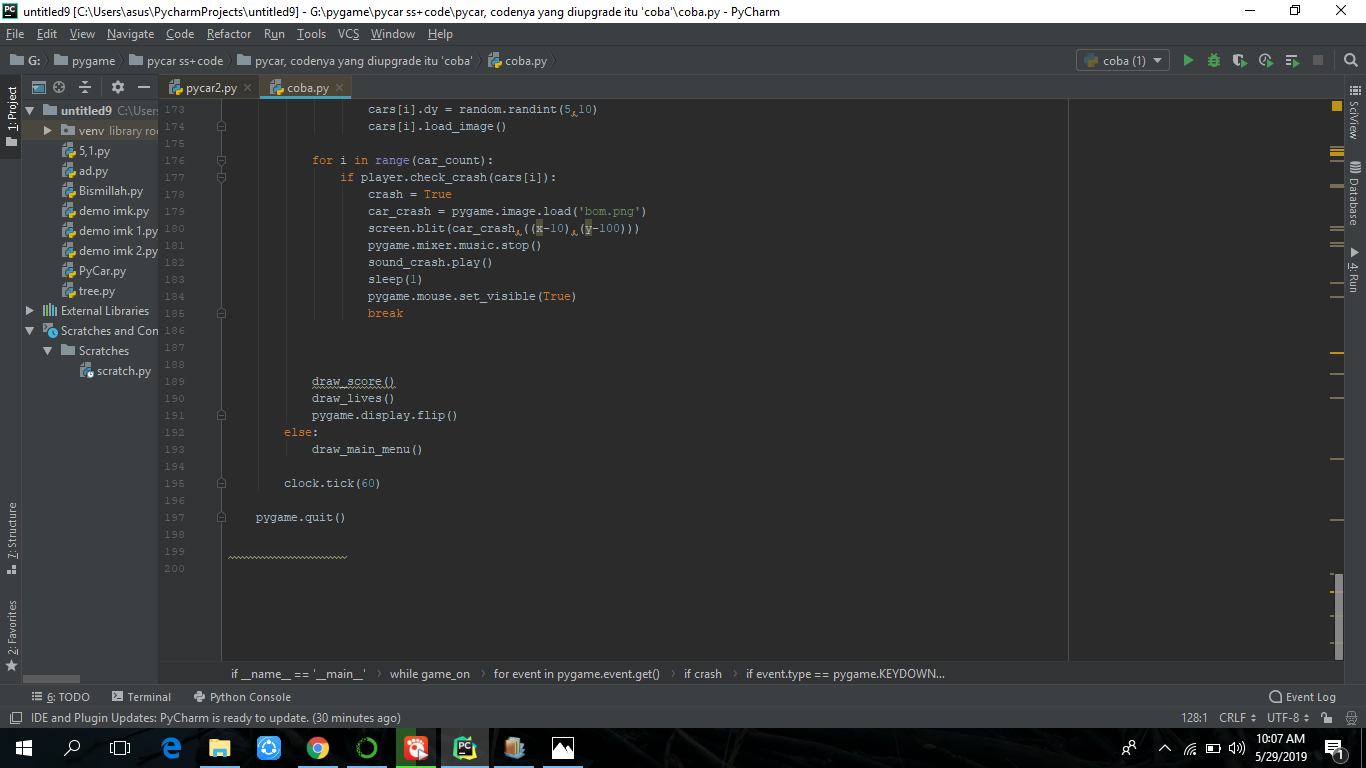 untitled9 [C:\Users\asus\PycharmProjects\untitled9] - G:\pygame\pycar ss+code\pycar, codenya yang diupgrade itu 'coba'\coba.py - PyCharm
File Edit View Navigate Code Refactor Run Tools VCS Window Help
G: pygame pycar ss+code pycar, codenya yang diupgrade itu 'coba' coba.py coba (1)
pycar2.py coba.py
1: Project
untitled9 C:\User
venv library roo
5,1.py
ad.py
Bismillah.py
demo imk.py
demo imk 1.py
demo imk 2.py
PyCar.py
tree.py
External Libraries
Scratches and Con
Scratches
scratch.py
7: Structure
2: Favorites
173 cars[i].dy = random.randint(5,10)
174 cars[i].load_image()
175
176 for i in range(car_count):
177 if player.check_crash(cars[i]):
178 crash = True
179 car_crash = pygame.image.load('bom.png')
180 screen.blit(car_crash,((x-10),(y-100)))
181 pygame.mixer.music.stop()
182 sound_crash.play()
183 sleep(1)
184 pygame.mouse.set_visible(True)
185 break
186
187
188
189 draw_score()
190 draw_lives()
191 pygame.display.flip()
192 else:
193 draw_main_menu()
194
195 clock.tick(60)
196
197 pygame.quit()
198
199
200
SciView
Database
4: Run
if __name__ == '__main__' while game_on for event in pygame.event.get() if crash if event.type == pygame.KEYDOWN...
6: TODO Terminal Python Console Event Log
IDE and Plugin Updates: PyCharm is ready to update. (30 minutes ago) 128:1 CRLF UTF-8
10:07 AM
5/29/2019
1